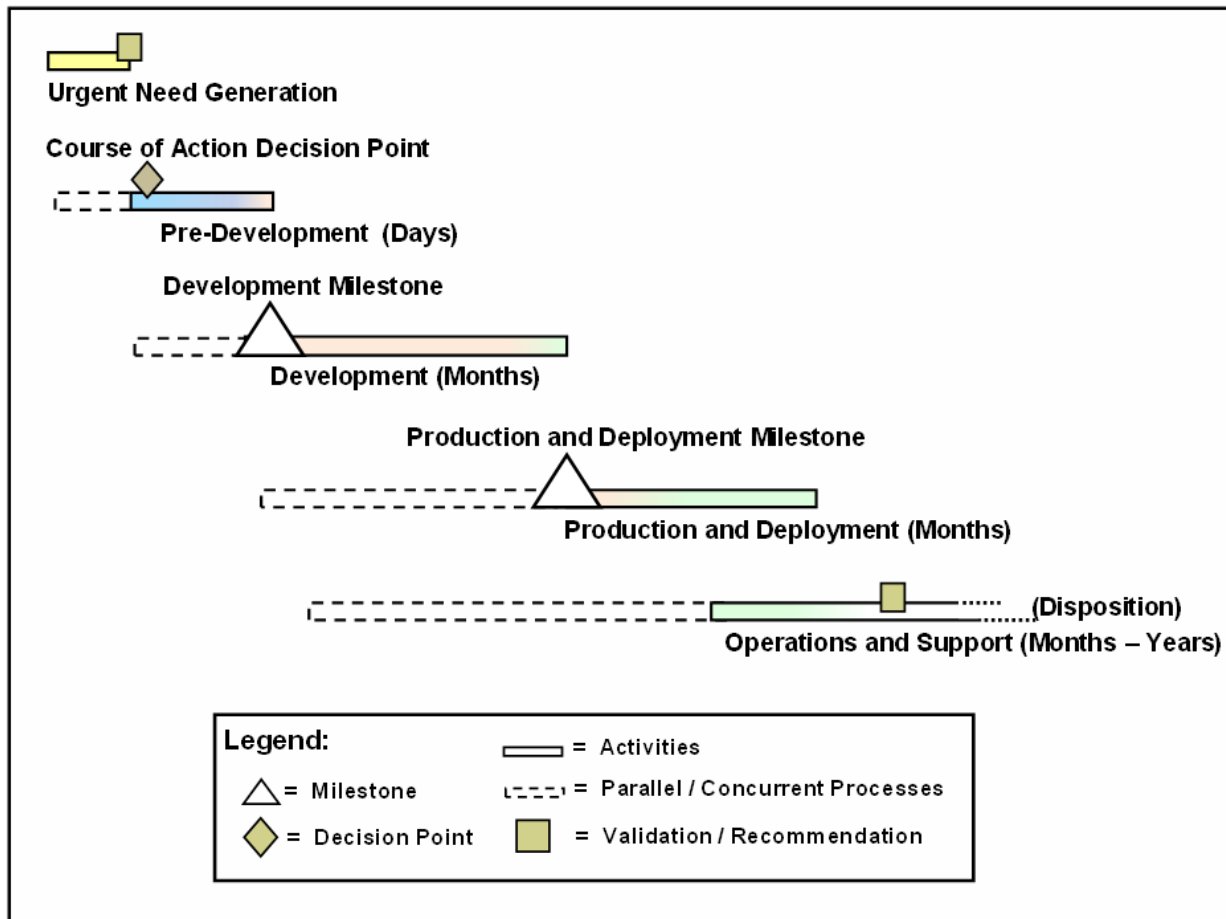 Urgent Need Generation
Course of Action Decision Point
Pre-Development (Days)
Development Milestone
Development (Months)
Production and Deployment Milestone
Production and Deployment (Months)
(Disposition)
Operations and Support (Months – Years)
Legend:
= Activities
= Milestone
= Parallel / Concurrent Processes
= Decision Point
= Validation / Recommendation